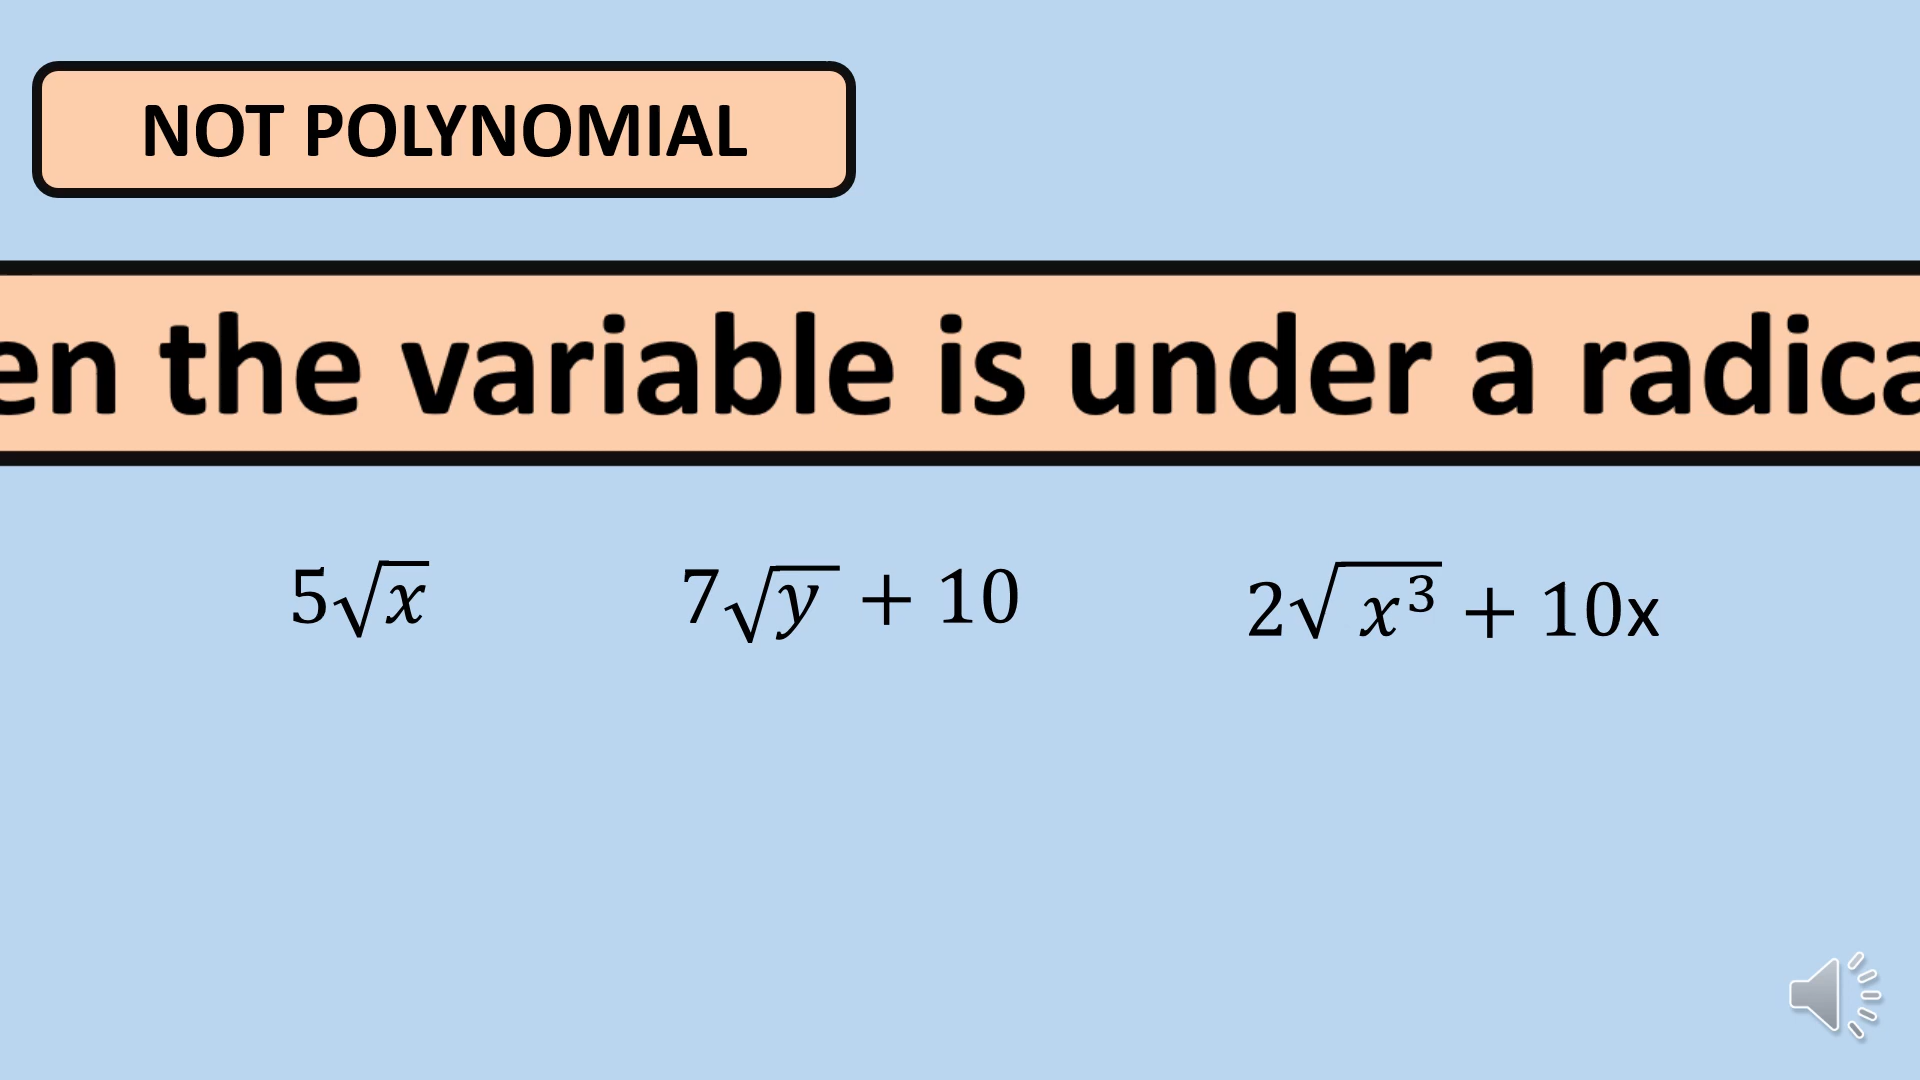 NOT POLYNOMIAL
en the variable is under a radica
5√x 7√y + 10 2√x³ + 10x